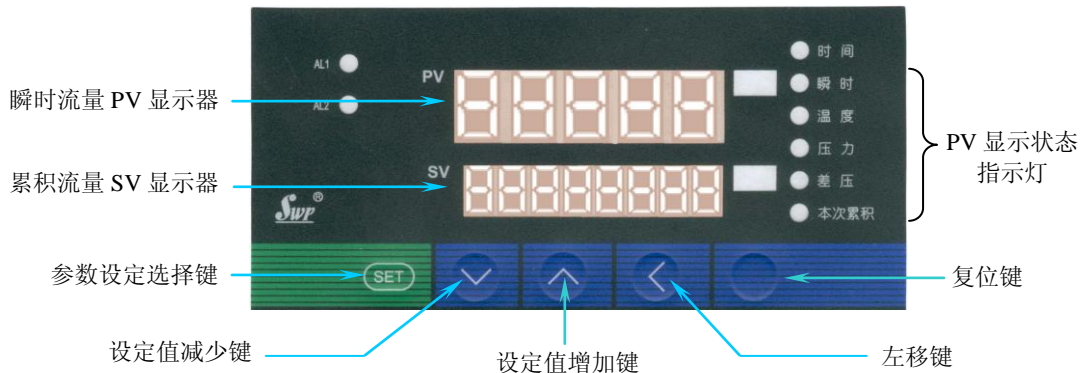 AL1
AL2
PV
SV
Swp ®
时 间
瞬 时
温 度
压 力
差 压
本次累积
SET
瞬时流量 PV 显示器
累积流量 SV 显示器
参数设定选择键
设定值减少键
设定值增加键
左移键
复位键
PV 显示状态
指示灯